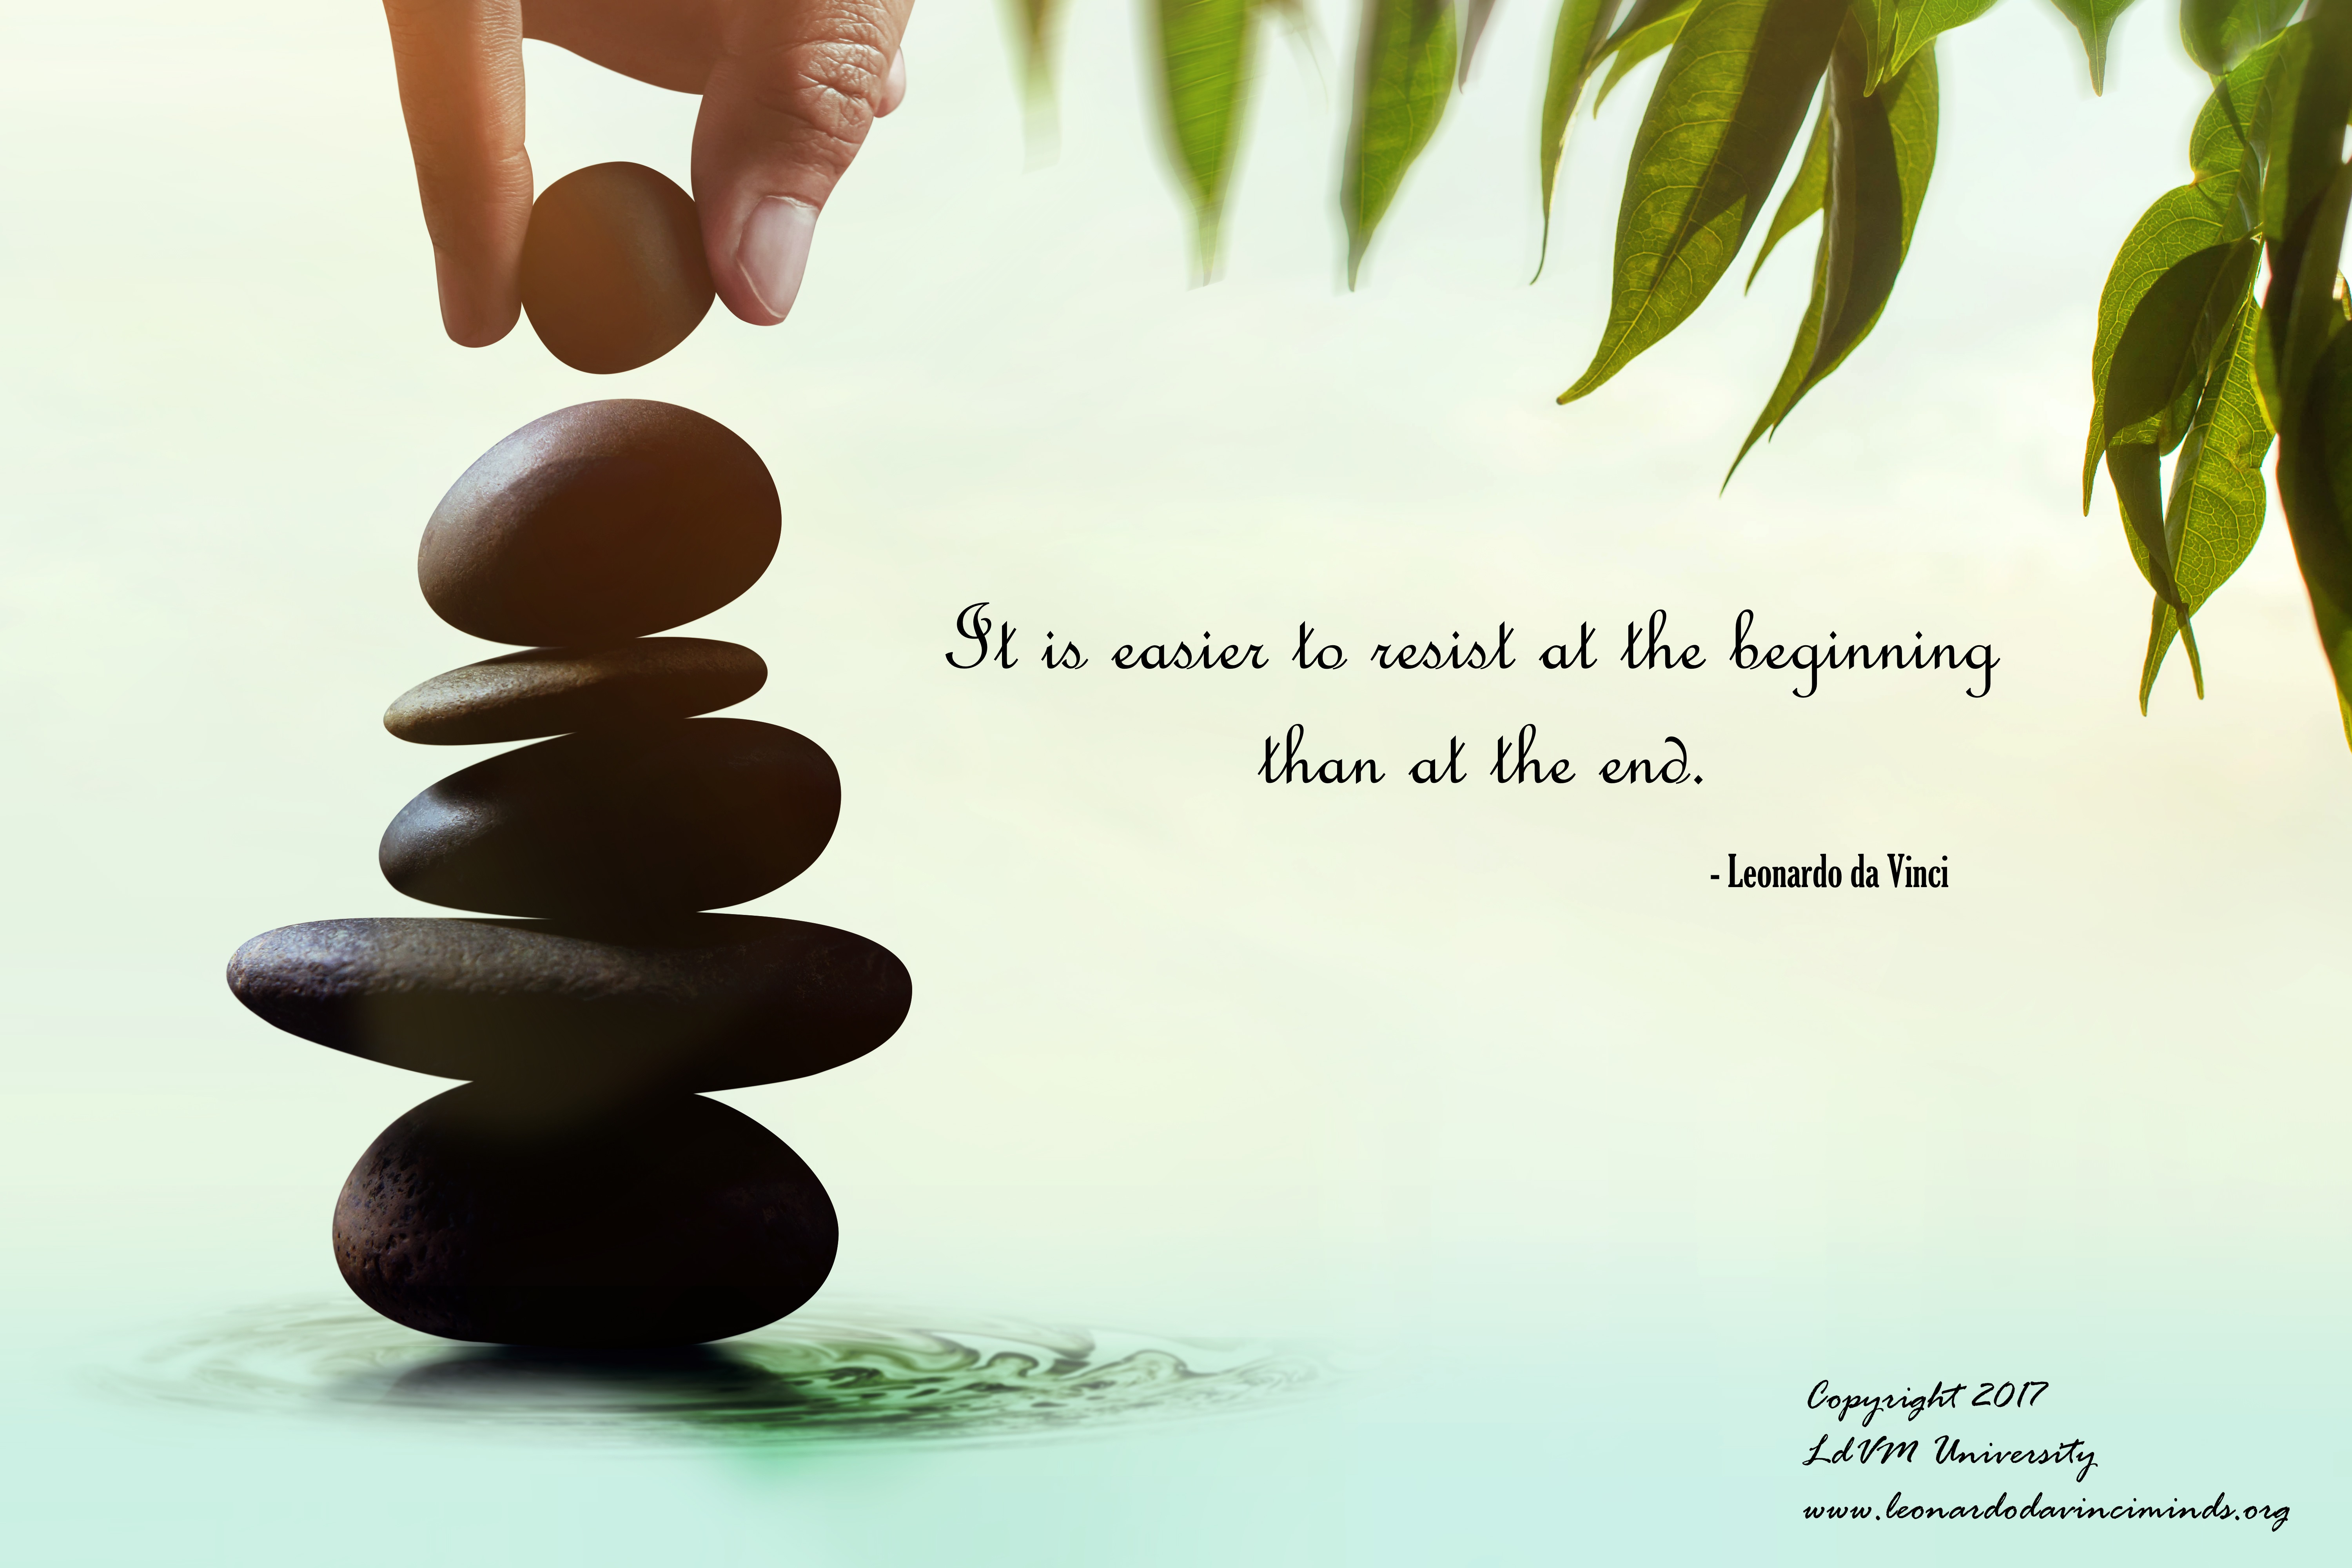 It is easier to resist at the beginning
than at the end.
- Leonardo da Vinci
Copyright 2017
LdVM University
www.leonardodavinciminds.org